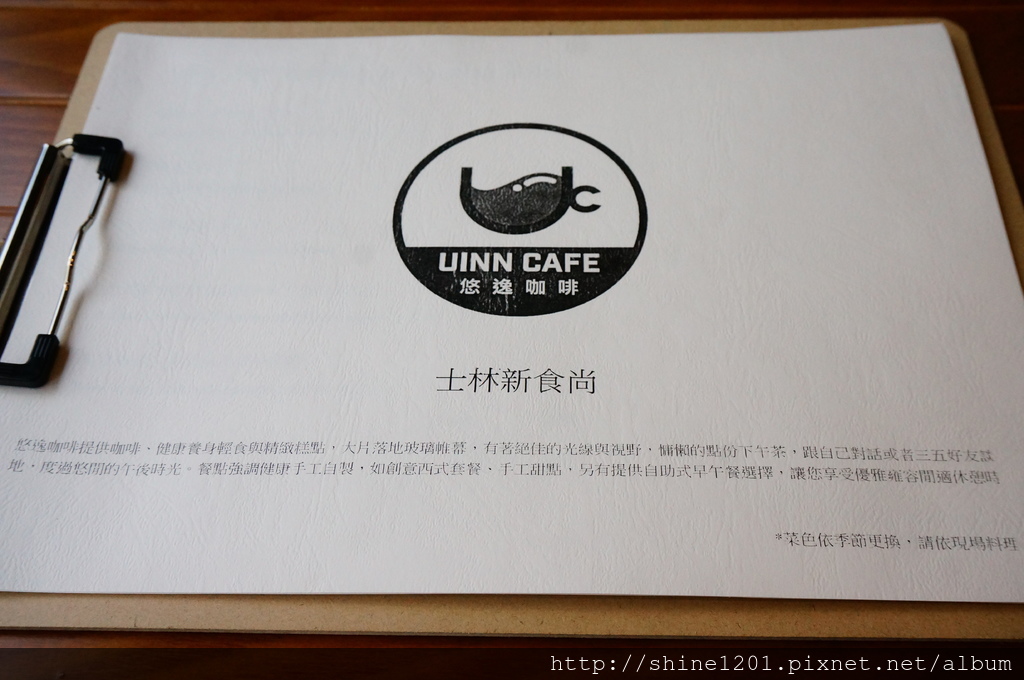 UC
UINN CAFE
悠逸咖啡
士林新食尚
悠逸咖啡提供咖啡、健康養身輕食與精緻糕點,大片落地玻璃帷幕,有著絕佳的光線與視野,慵懶的點份下午茶,跟自己對話或者三五好友談
地,度過悠閒的午後時光。餐點強調健康手工自製,如創意西式套餐、手工甜點,另有提供自助式早午餐選擇,讓您享受優雅雍容閒適休憩時
*菜色依季節更換,請依現場料理
http://shine1201.pixnet.net/album